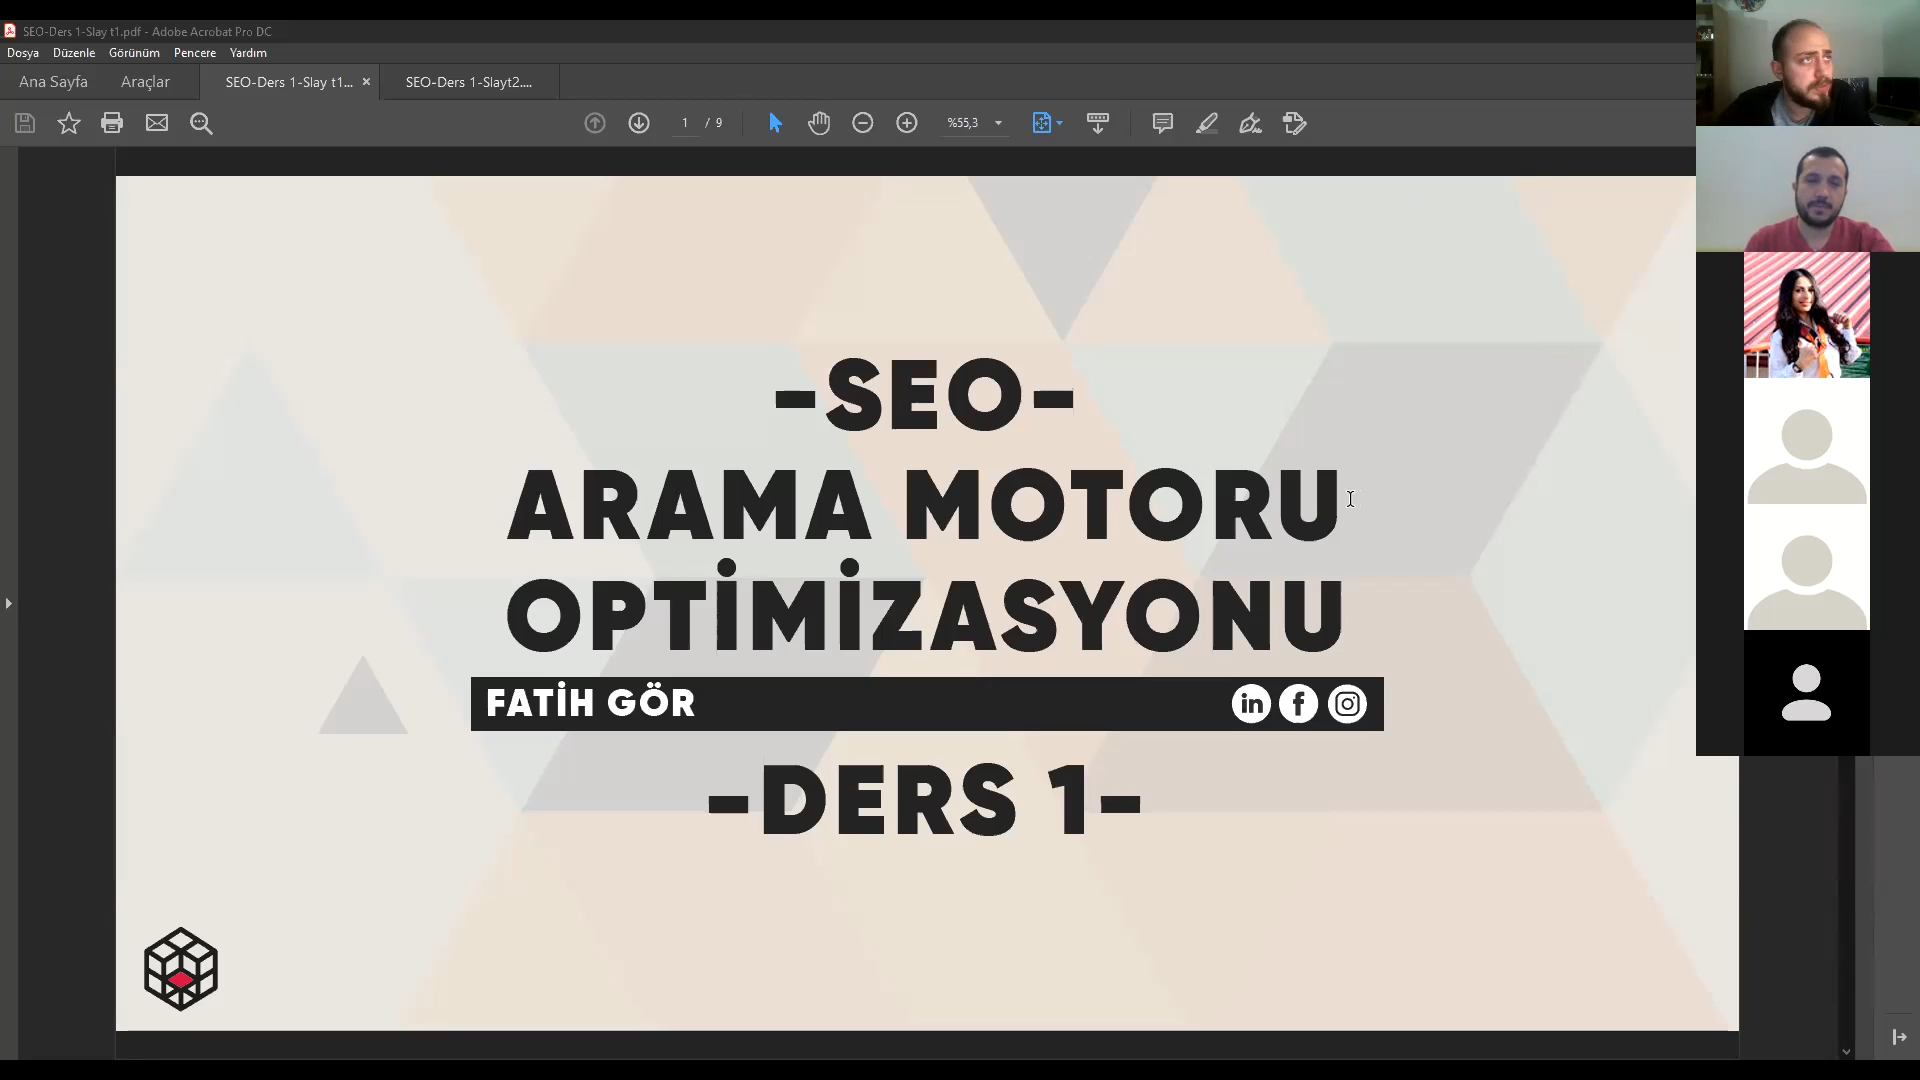 SEO-Ders 1-Slay t1.pdf - Adobe Acrobat Pro DC
Dosya Düzenle Görünüm Pencere Yardım
Ana Sayfa Araçlar SEO-Ders 1-Slay t1... × SEO-Ders 1-Slayt2....
1 / 9 %55,3
-SEO-
ARAMA MOTORU
OPTİMİZASYONU
FATİH GÖR in f
-DERS 1-